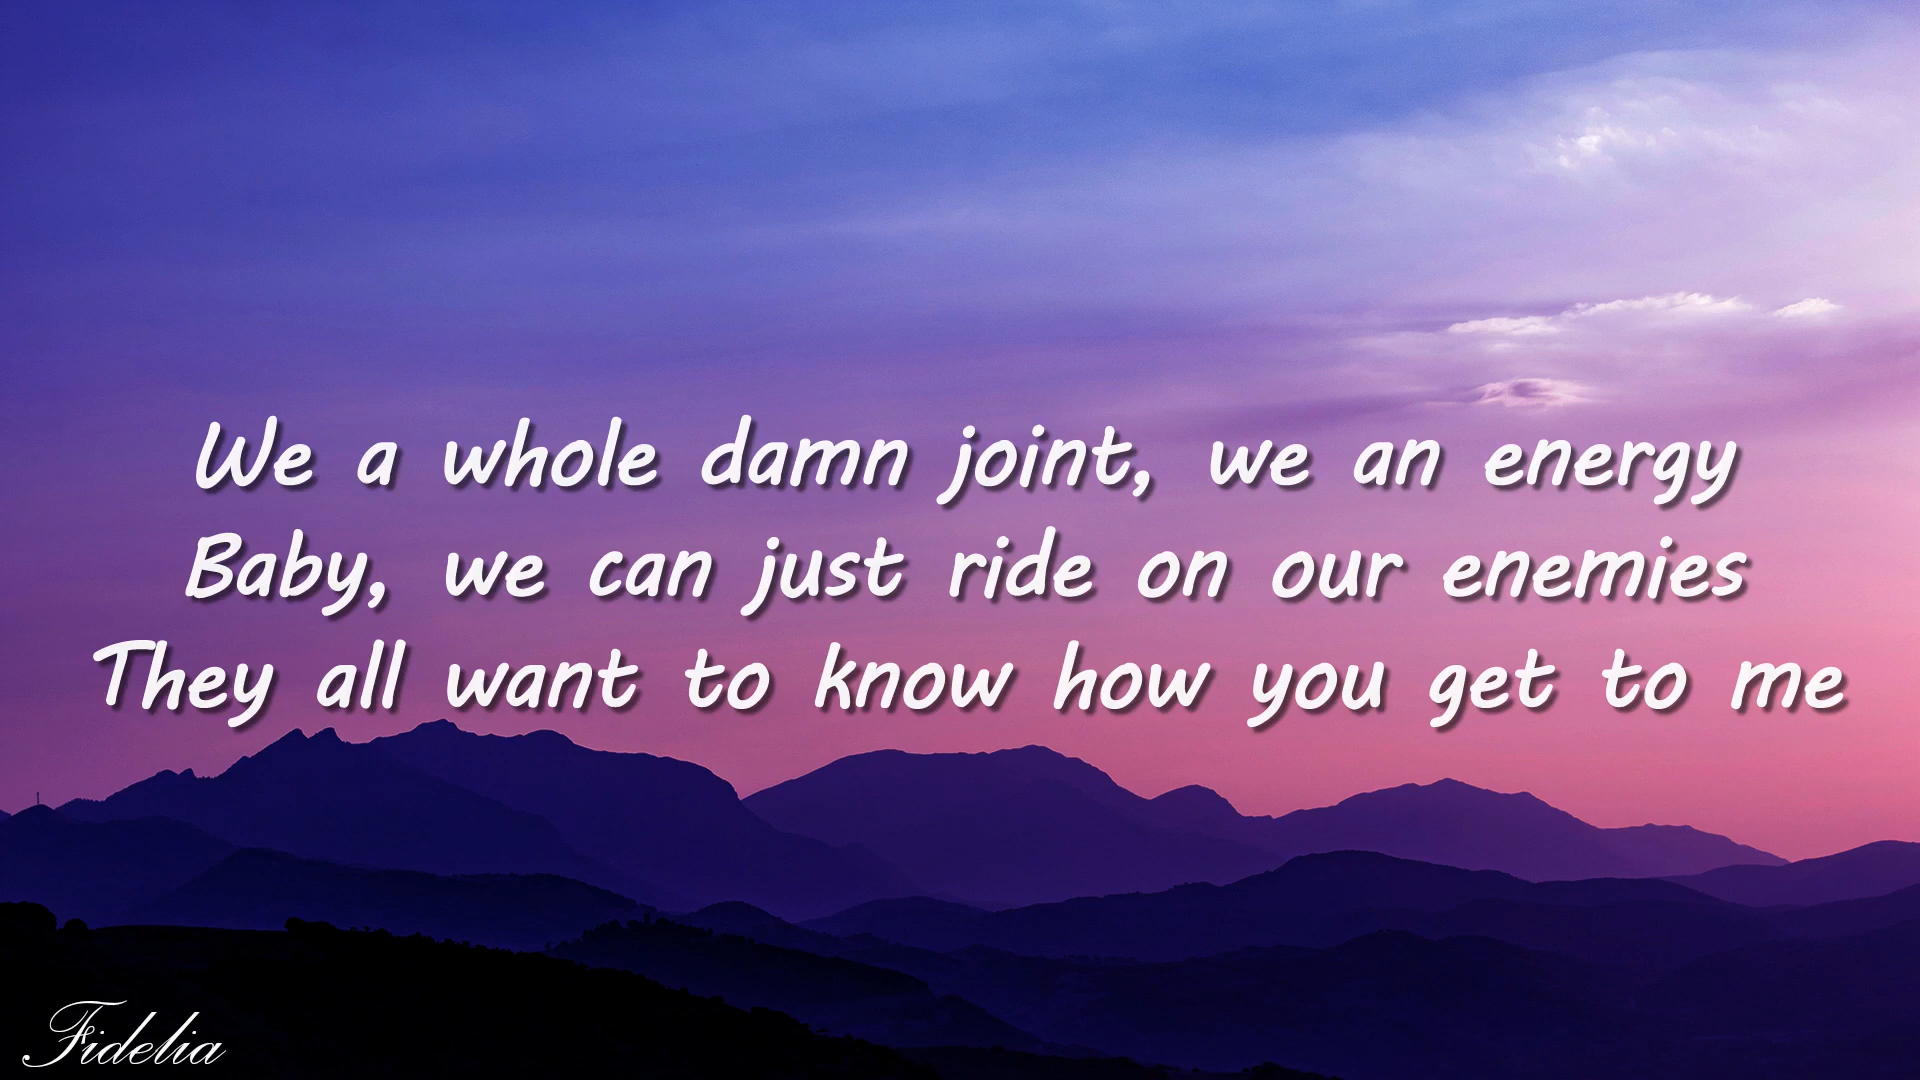 We a whole damn joint, we an energy
Baby, we can just ride on our enemies
They all want to know how you get to me
Fidelia